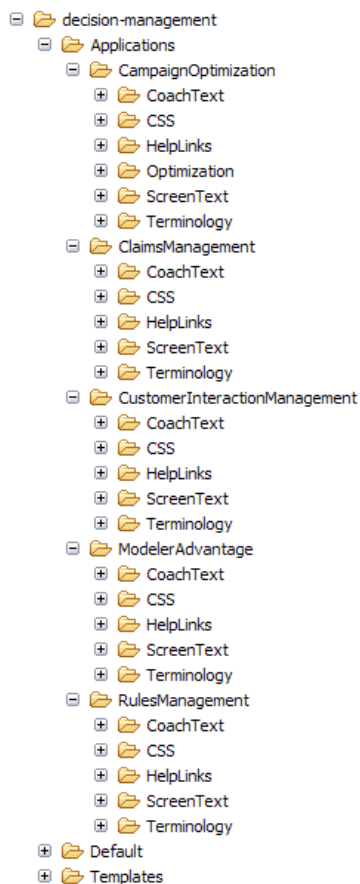 decision-management
Applications
CampaignOptimization
CoachText
CSS
HelpLinks
Optimization
ScreenText
Terminology
ClaimsManagement
CoachText
CSS
HelpLinks
ScreenText
Terminology
CustomerInteractionManagement
CoachText
CSS
HelpLinks
ScreenText
Terminology
ModelerAdvantage
CoachText
CSS
HelpLinks
ScreenText
Terminology
RulesManagement
CoachText
CSS
HelpLinks
ScreenText
Terminology
Default
Templates